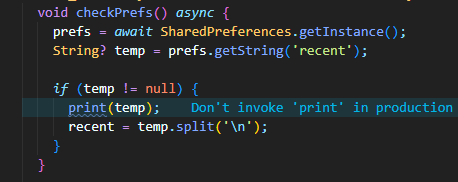 void checkPrefs() async {
prefs = await SharedPreferences.getInstance();
String? temp = prefs.getString('recent');
if (temp != null) {
print(temp); Don't invoke 'print' in production
recent = temp.split('\n');
}
}